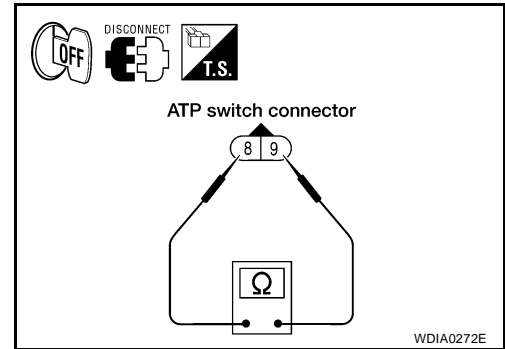 OFF
DISCONNECT
T.S.
ATP switch connector
8 9
Ω
WDIA0272E